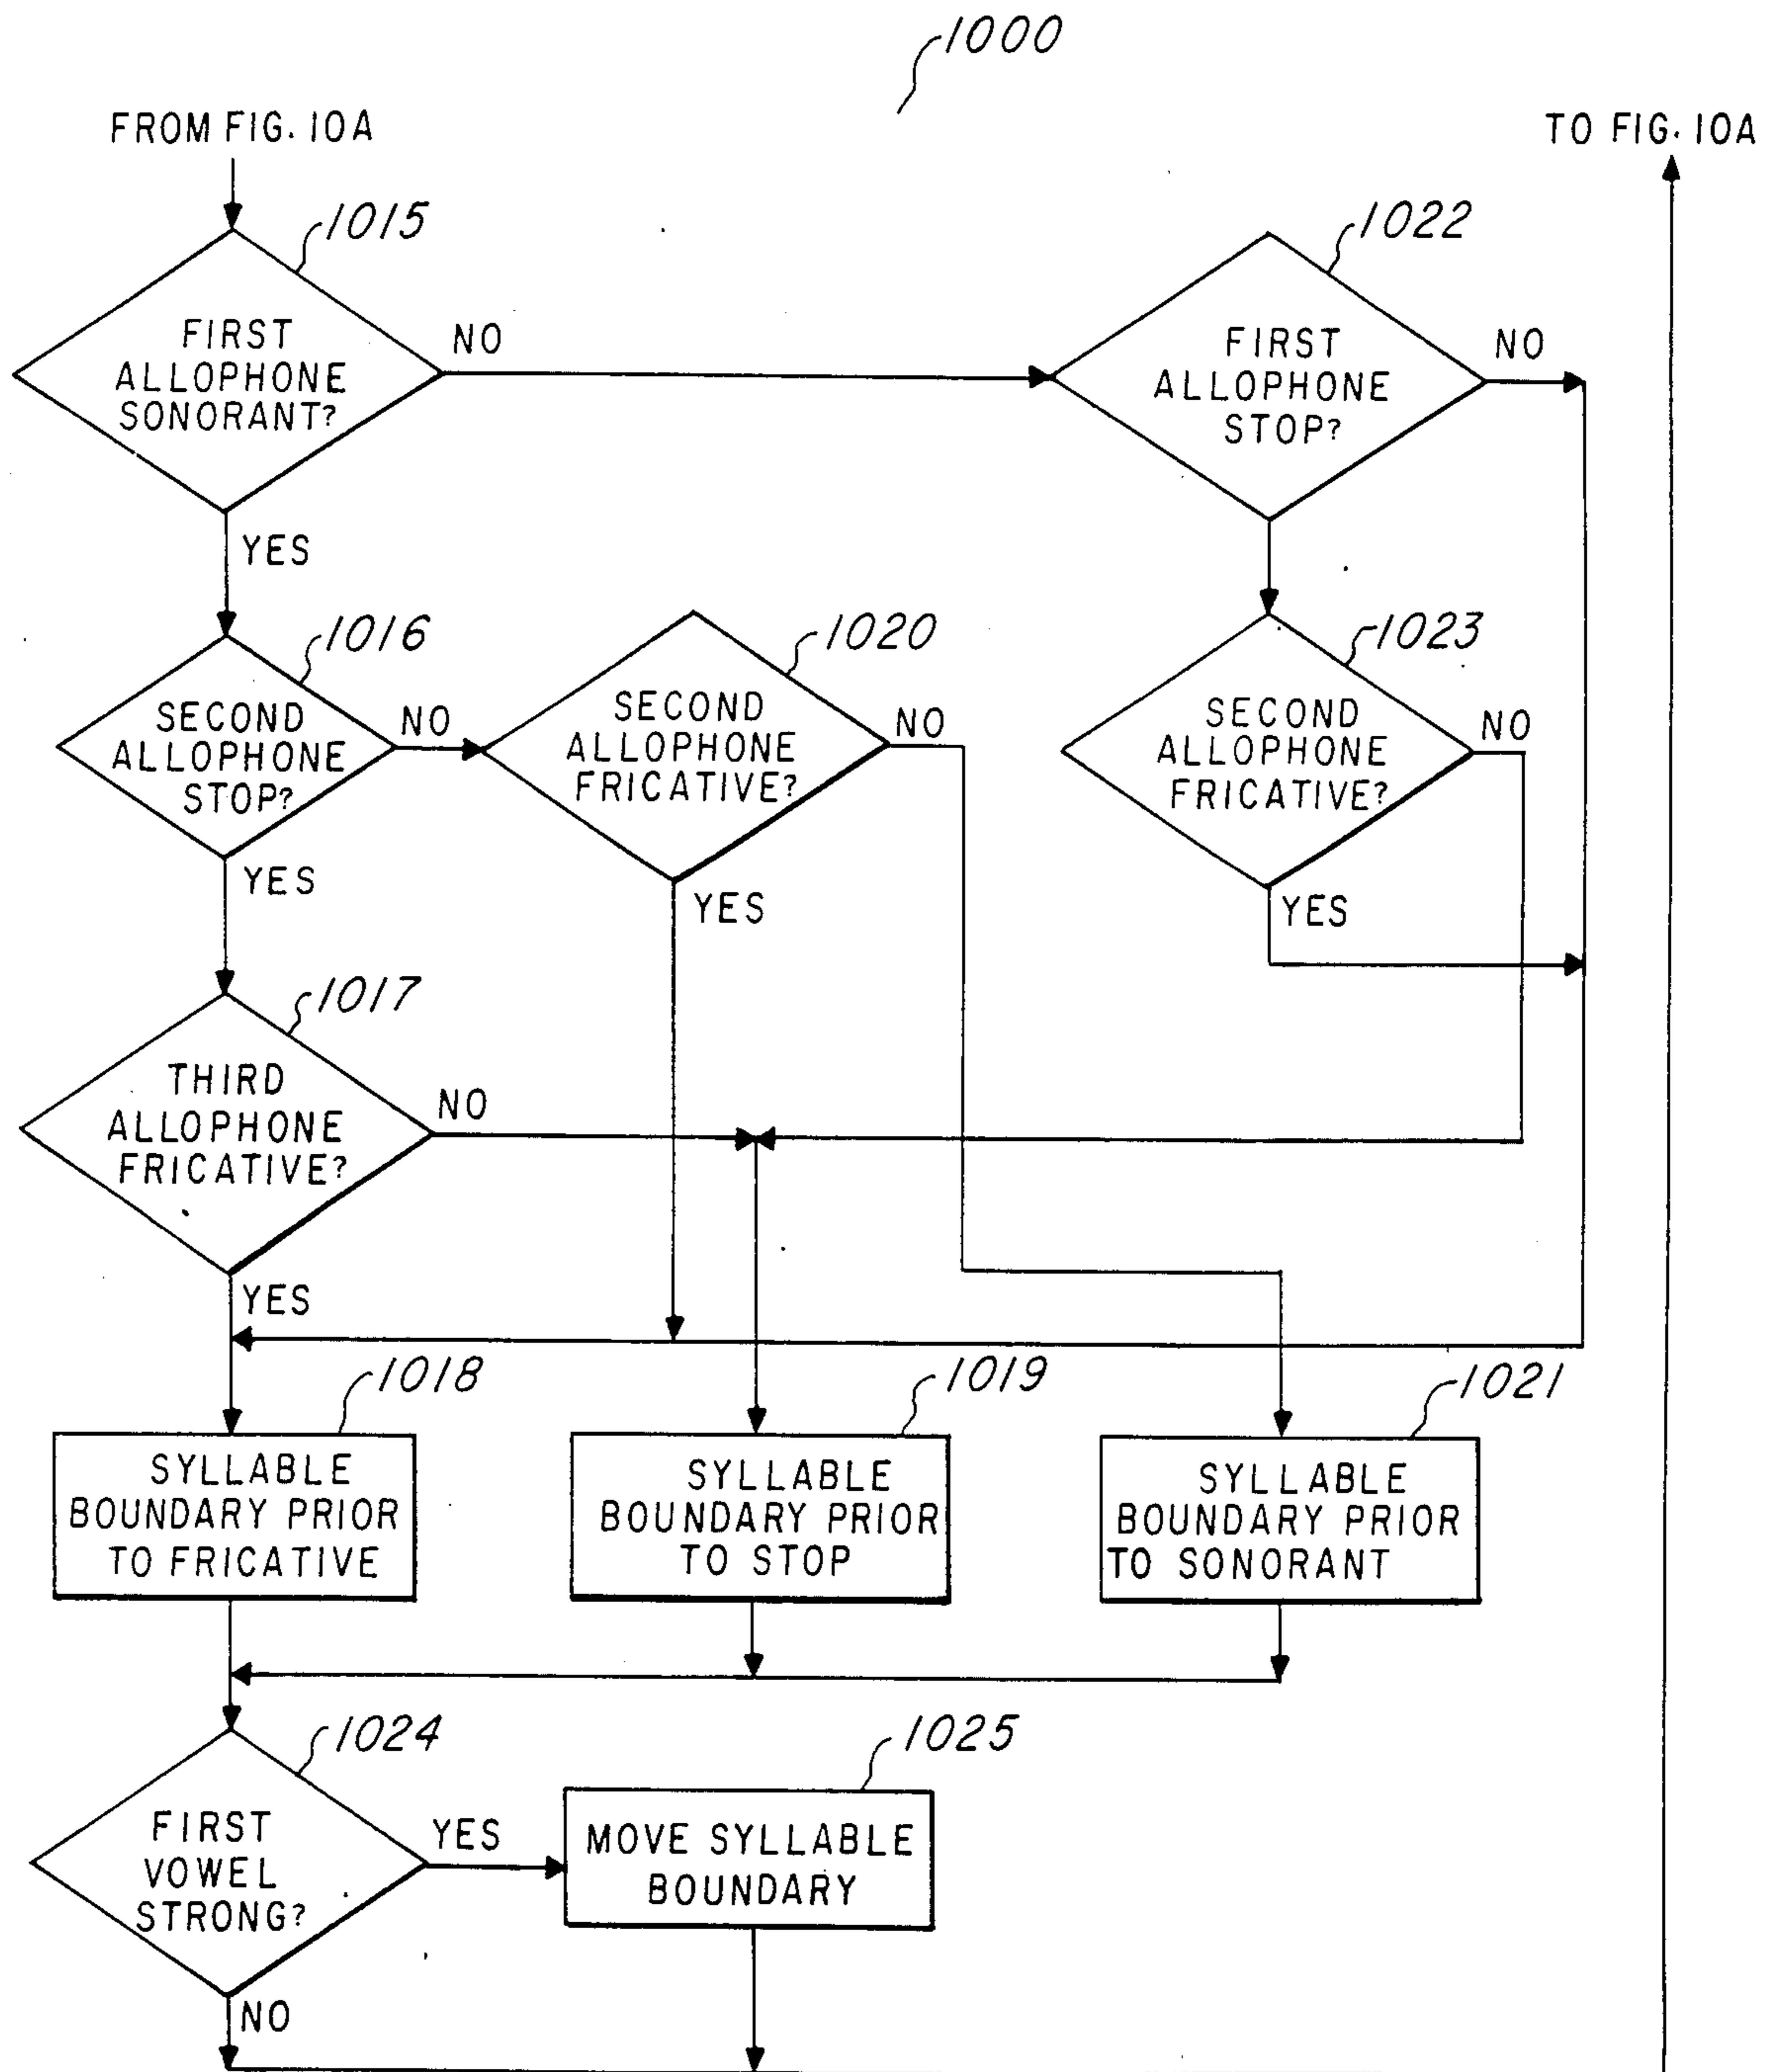 1000
FROM FIG. 10A
TO FIG. 10A
1015
FIRST
ALLOPHONE
SONORANT?
NO
YES
1022
FIRST
ALLOPHONE
STOP?
NO
1016
SECOND
ALLOPHONE
STOP?
NO
YES
1020
SECOND
ALLOPHONE
FRICATIVE?
NO
YES
1023
SECOND
ALLOPHONE
FRICATIVE?
NO
YES
1017
THIRD
ALLOPHONE
FRICATIVE?
NO
YES
1018
SYLLABLE
BOUNDARY PRIOR
TO FRICATIVE
1019
SYLLABLE
BOUNDARY PRIOR
TO STOP
1021
SYLLABLE
BOUNDARY PRIOR
TO SONORANT
1024
FIRST
VOWEL
STRONG?
YES
NO
1025
MOVE SYLLABLE
BOUNDARY